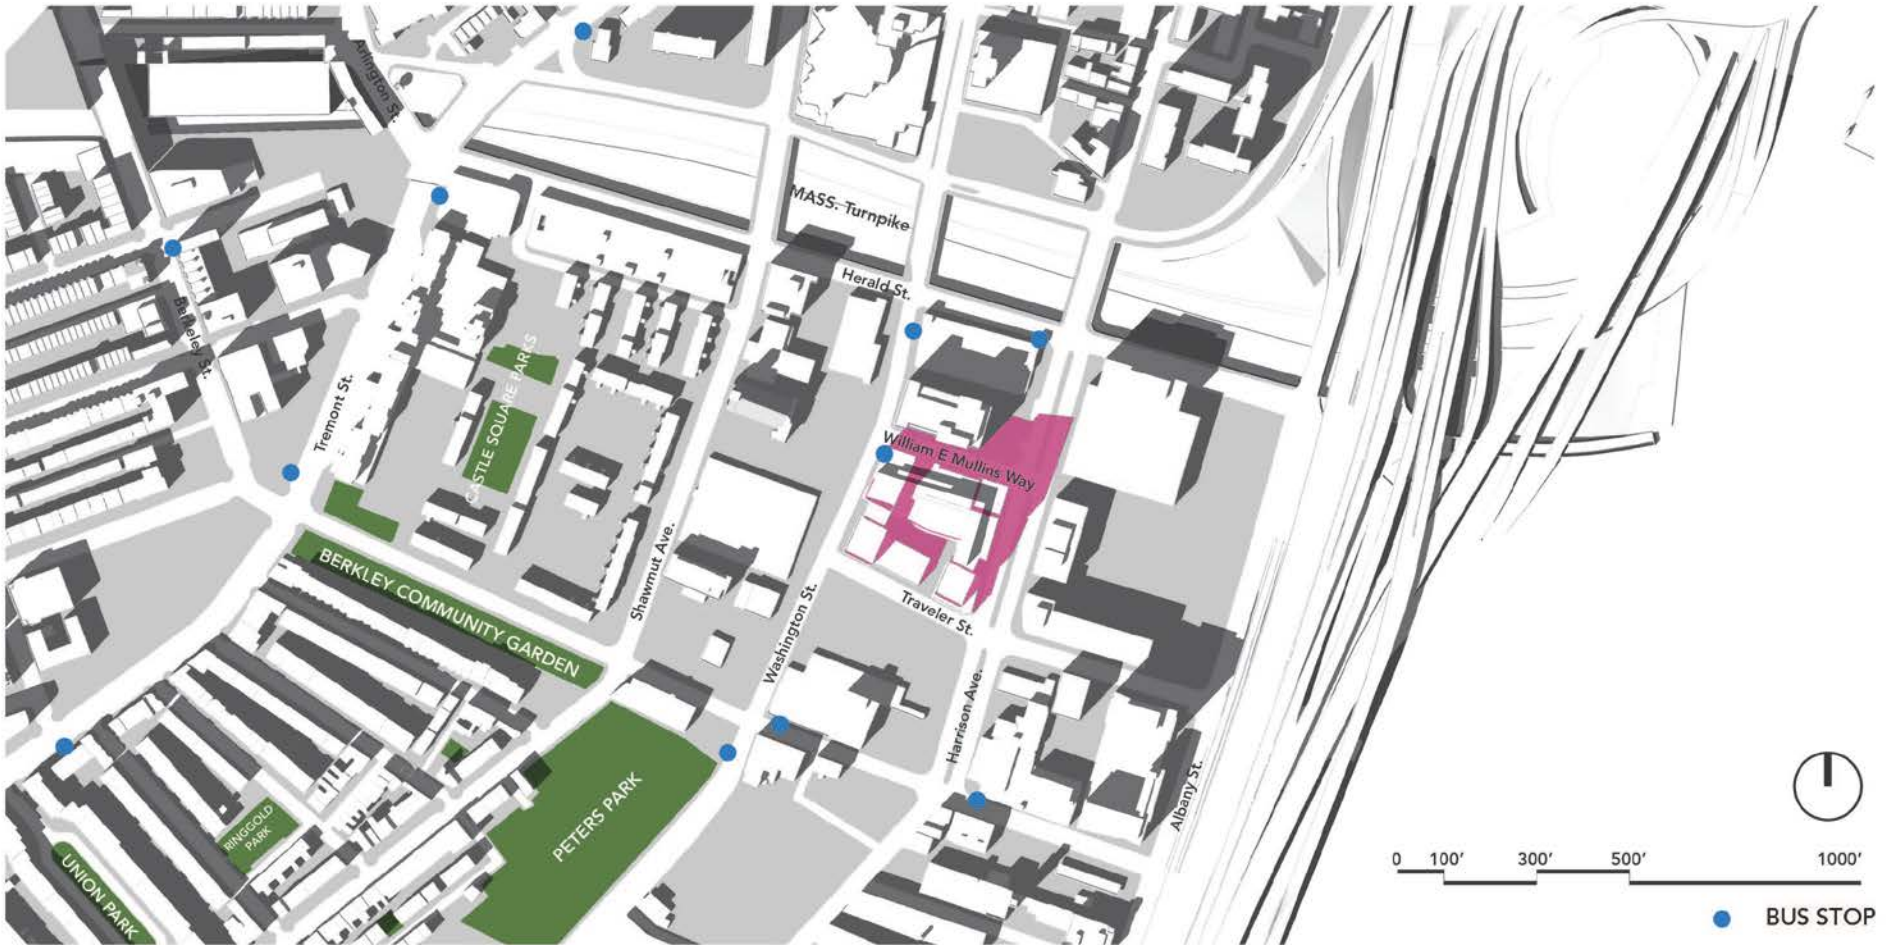 Arlington St.
MASS. Turnpike
Herald St.
Berkeley St.
CASTLE SQUARE PARKS
Tremont St.
William E Mullins Way
BERKLEY COMMUNITY GARDEN
Shawmut Ave.
Washington St.
Traveler St.
Harrison Ave.
Albany St.
PETERS PARK
RINGGOLD
PARK
UNION PARK
0 100' 300' 500' 1000'
BUS STOP